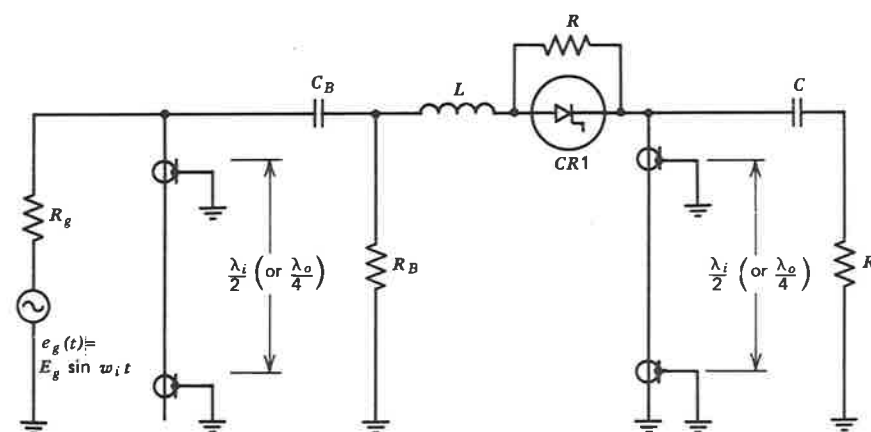 R
C_B
L
C
CR1
R_g
λ_i/2 (or λ_o/4)
R_B
λ_i/2 (or λ_o/4)
R
e_g(t)=
E_g sin w_i t